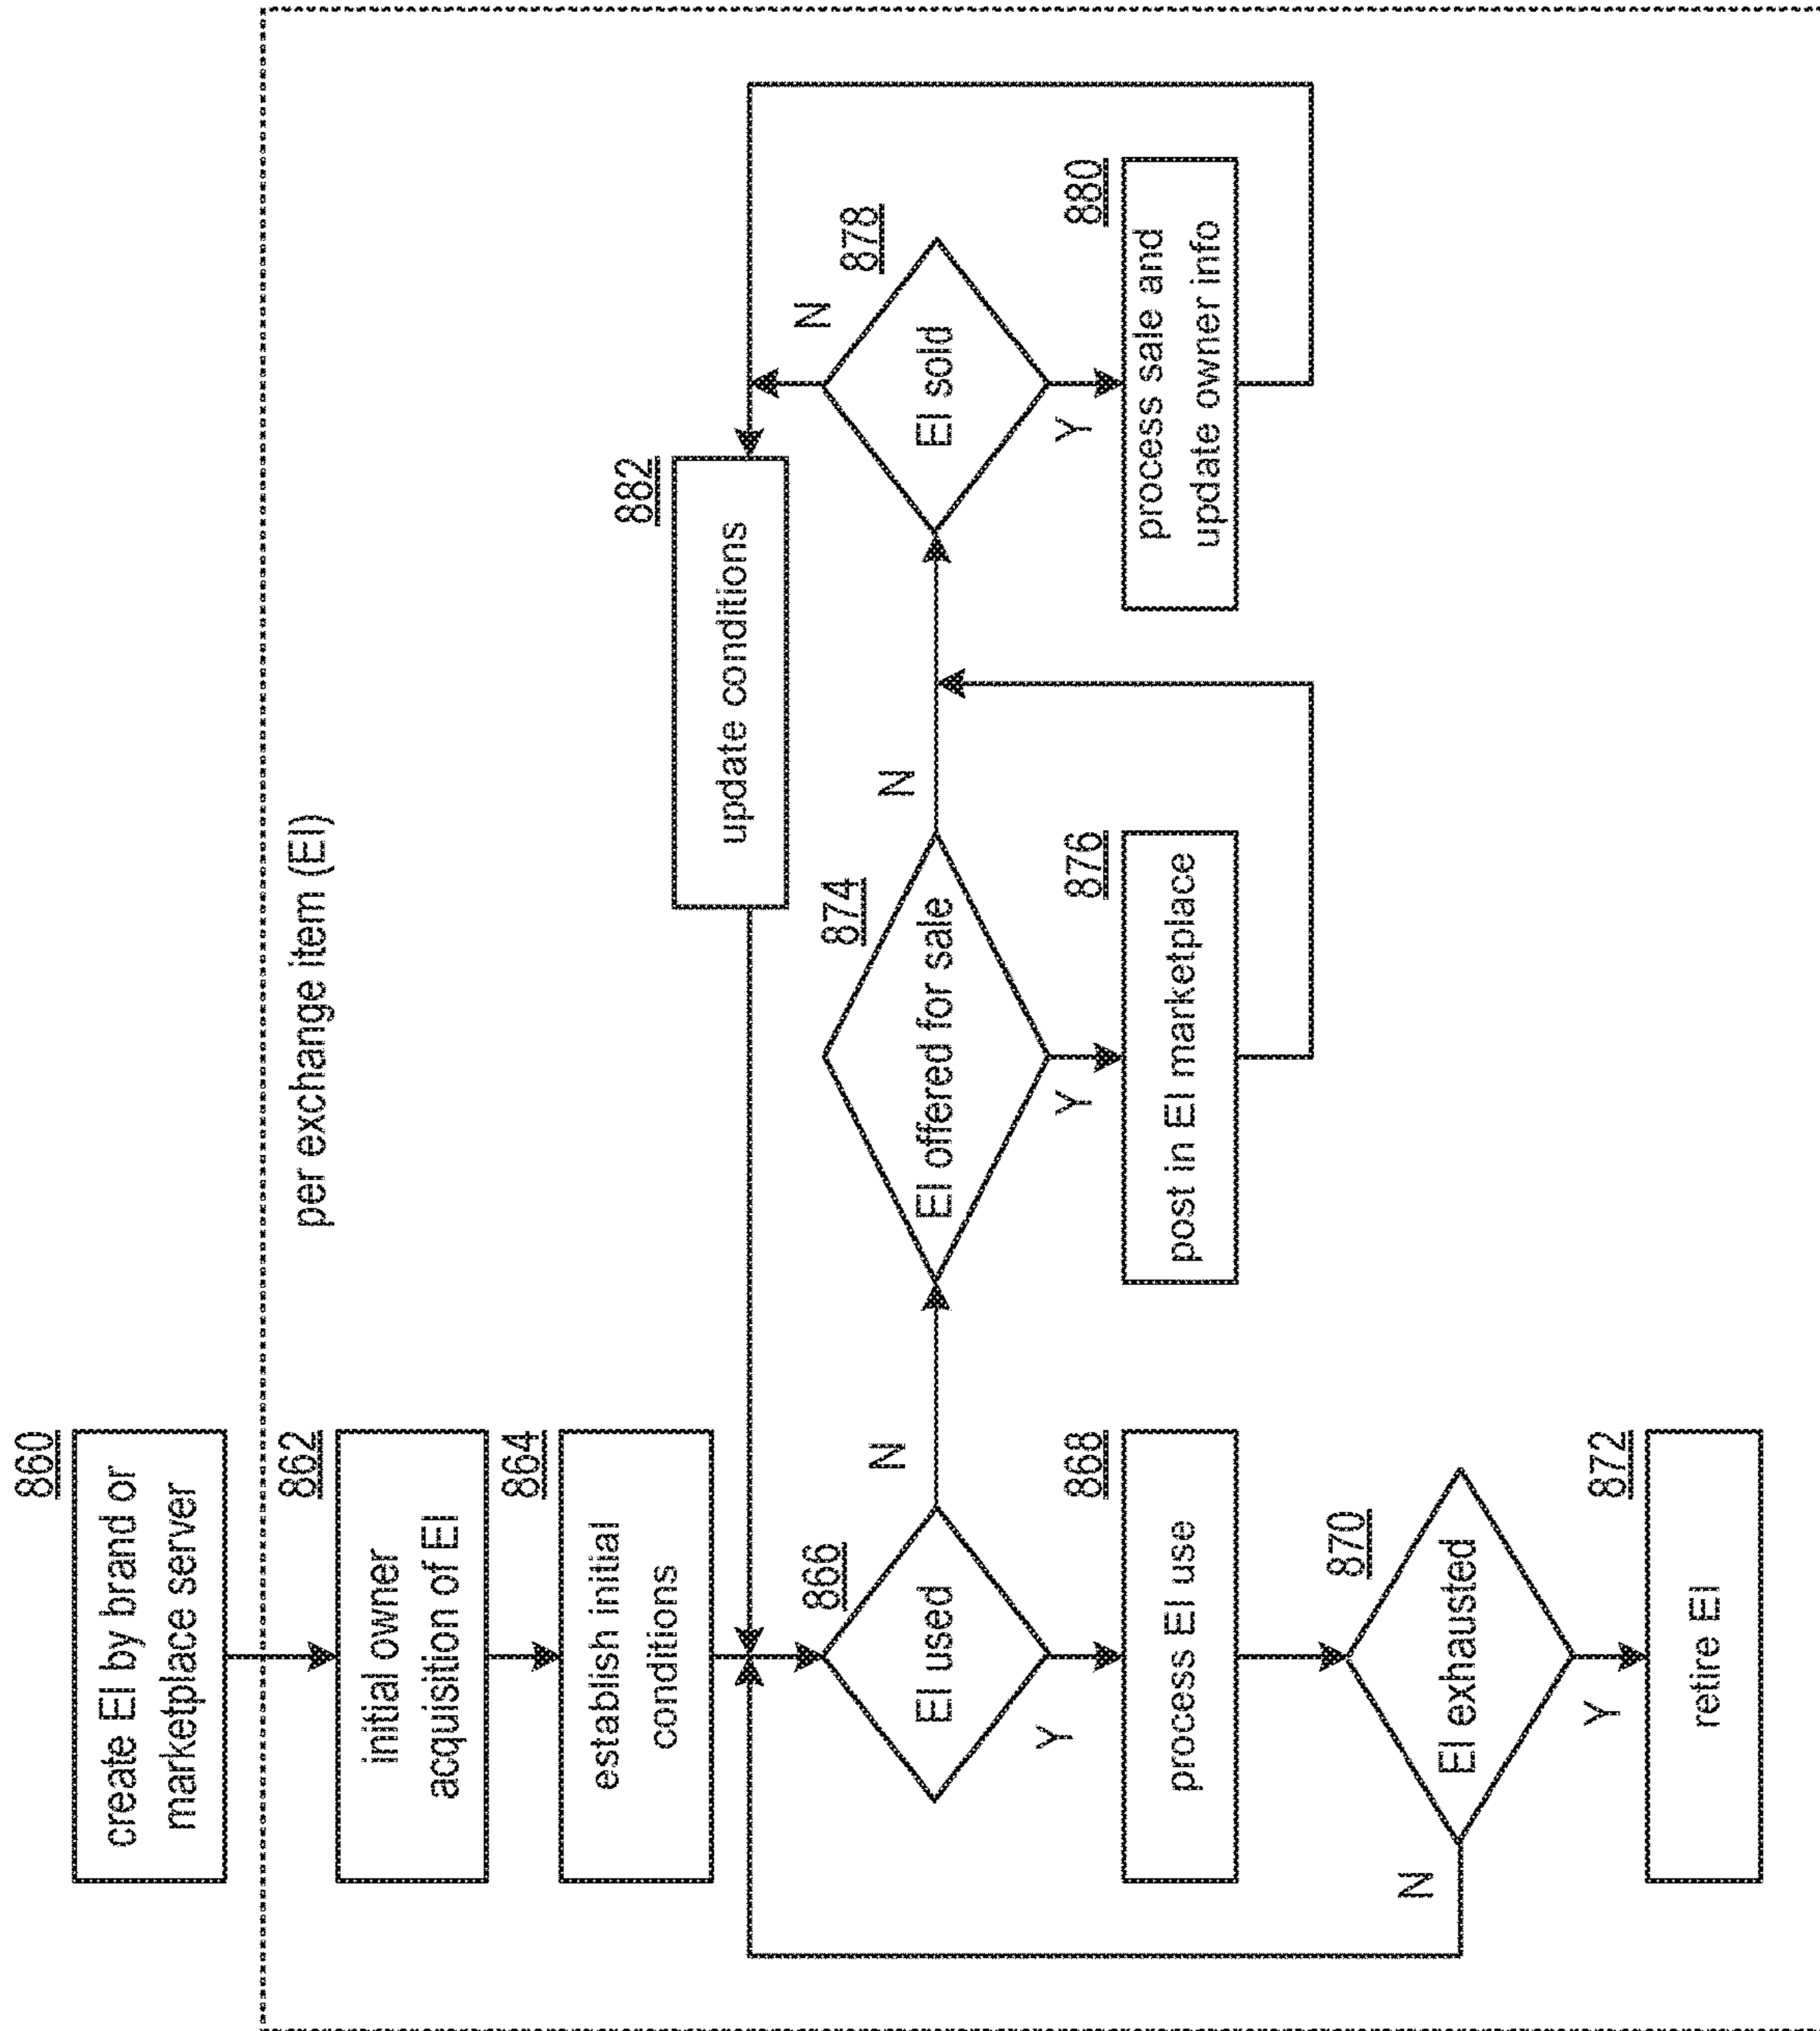 860
create EI by brand or
marketplace server
per exchange item (EI)
862
initial owner
acquisition of EI
864
establish initial
conditions
882
update conditions
866
EI used
N
Y
874
EI offered for sale
N
Y
878
EI sold
N
Y
868
process EI use
876
post in EI marketplace
880
process sale and
update owner info
870
EI exhausted
N
Y
872
retire EI